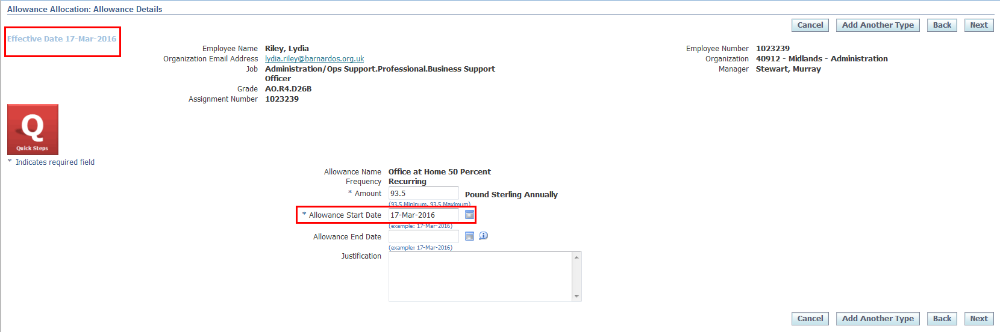 Allowance Allocation: Allowance Details
Cancel Add Another Type Back Next
Effective Date 17-Mar-2016
Employee Name Riley, Lydia Employee Number 1023239
Organization Email Address lydia.riley@barnardos.org.uk Organization 40912 - Midlands - Administration
Job Administration/Ops Support.Professional.Business Support Manager Stewart, Murray
Officer
Grade AO.R4.D26B
Assignment Number 1023239
Q
Quick Steps
* Indicates required field
Allowance Name Office at Home 50 Percent
Frequency Recurring
* Amount 93.5 Pound Sterling Annually
(93.5 Mininum, 93.5 Maximum)
* Allowance Start Date 17-Mar-2016
(example: 17-Mar-2016)
Allowance End Date
(example: 17-Mar-2016)
Justification
Cancel Add Another Type Back Next